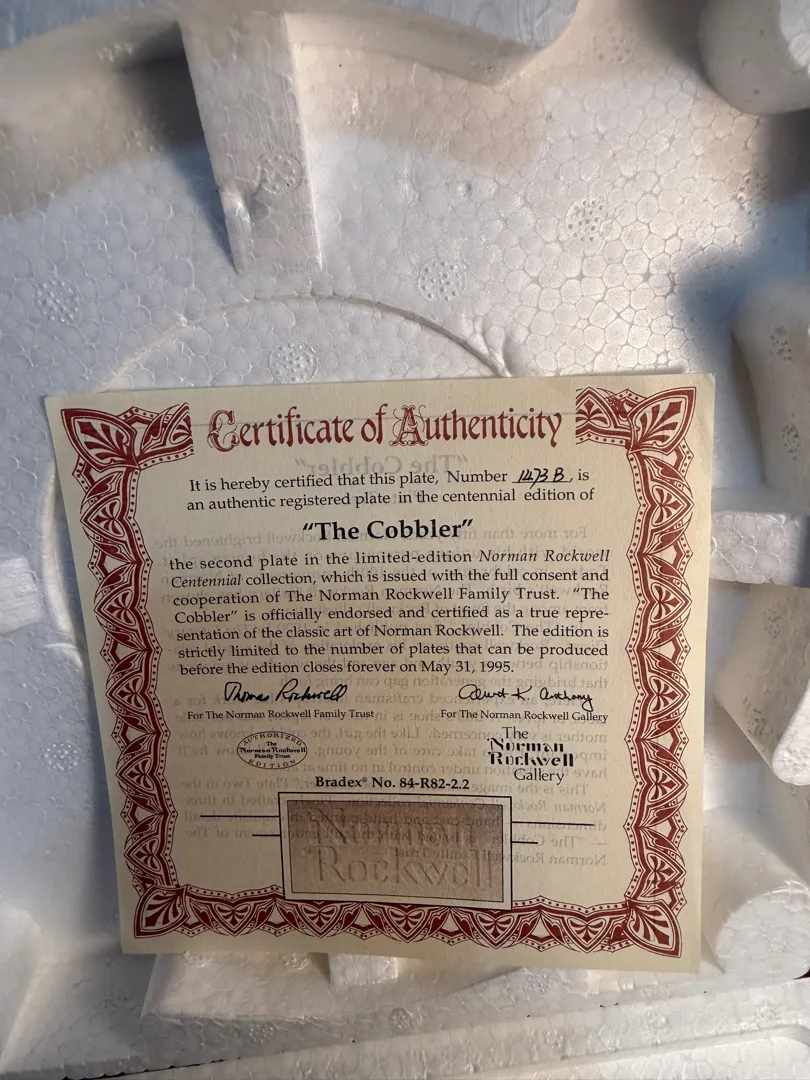 Certificate of Authenticity
It is hereby certified that this plate, Number 1473 B, is
an authentic registered plate in the centennial edition of
"The Cobbler"
the second plate in the limited-edition Norman Rockwell
Centennial collection, which is issued with the full consent and
cooperation of The Norman Rockwell Family Trust. "The
Cobbler" is officially endorsed and certified as a true repre-
sentation of the classic art of Norman Rockwell. The edition is
strictly limited to the number of plates that can be produced
before the edition closes forever on May 31, 1995.
Thomas Rockwell
For The Norman Rockwell Family Trust
For The Norman Rockwell Gallery
AUTHORIZED
The
Norman Rockwell
Family Trust
EDITION
The
Norman
Rockwell
Gallery
Bradex® No. 84-R82-2.2
Norman
Rockwell